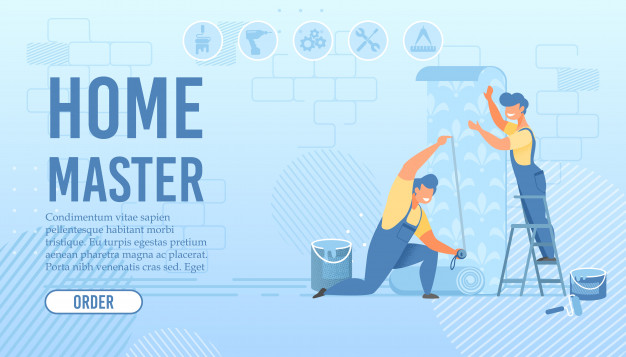 HOME
MASTER
Condimentum vitae sapien
pellentesque habitant morbi
tristique. Eu turpis egestas pretium
aenean pharetra magna ac placerat.
Porta nibh venenatis cras sed. Eget
ORDER